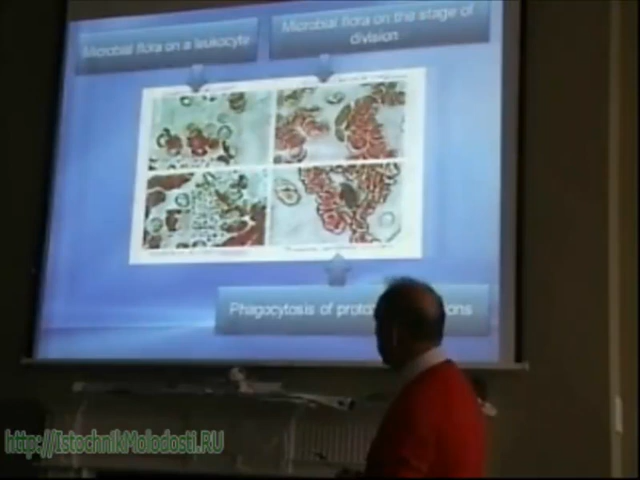 Microbial flora on a leukocyte
Microbial flora on the stage of
division
Phagocytosis of
http://IstochnikMolodosti.RU